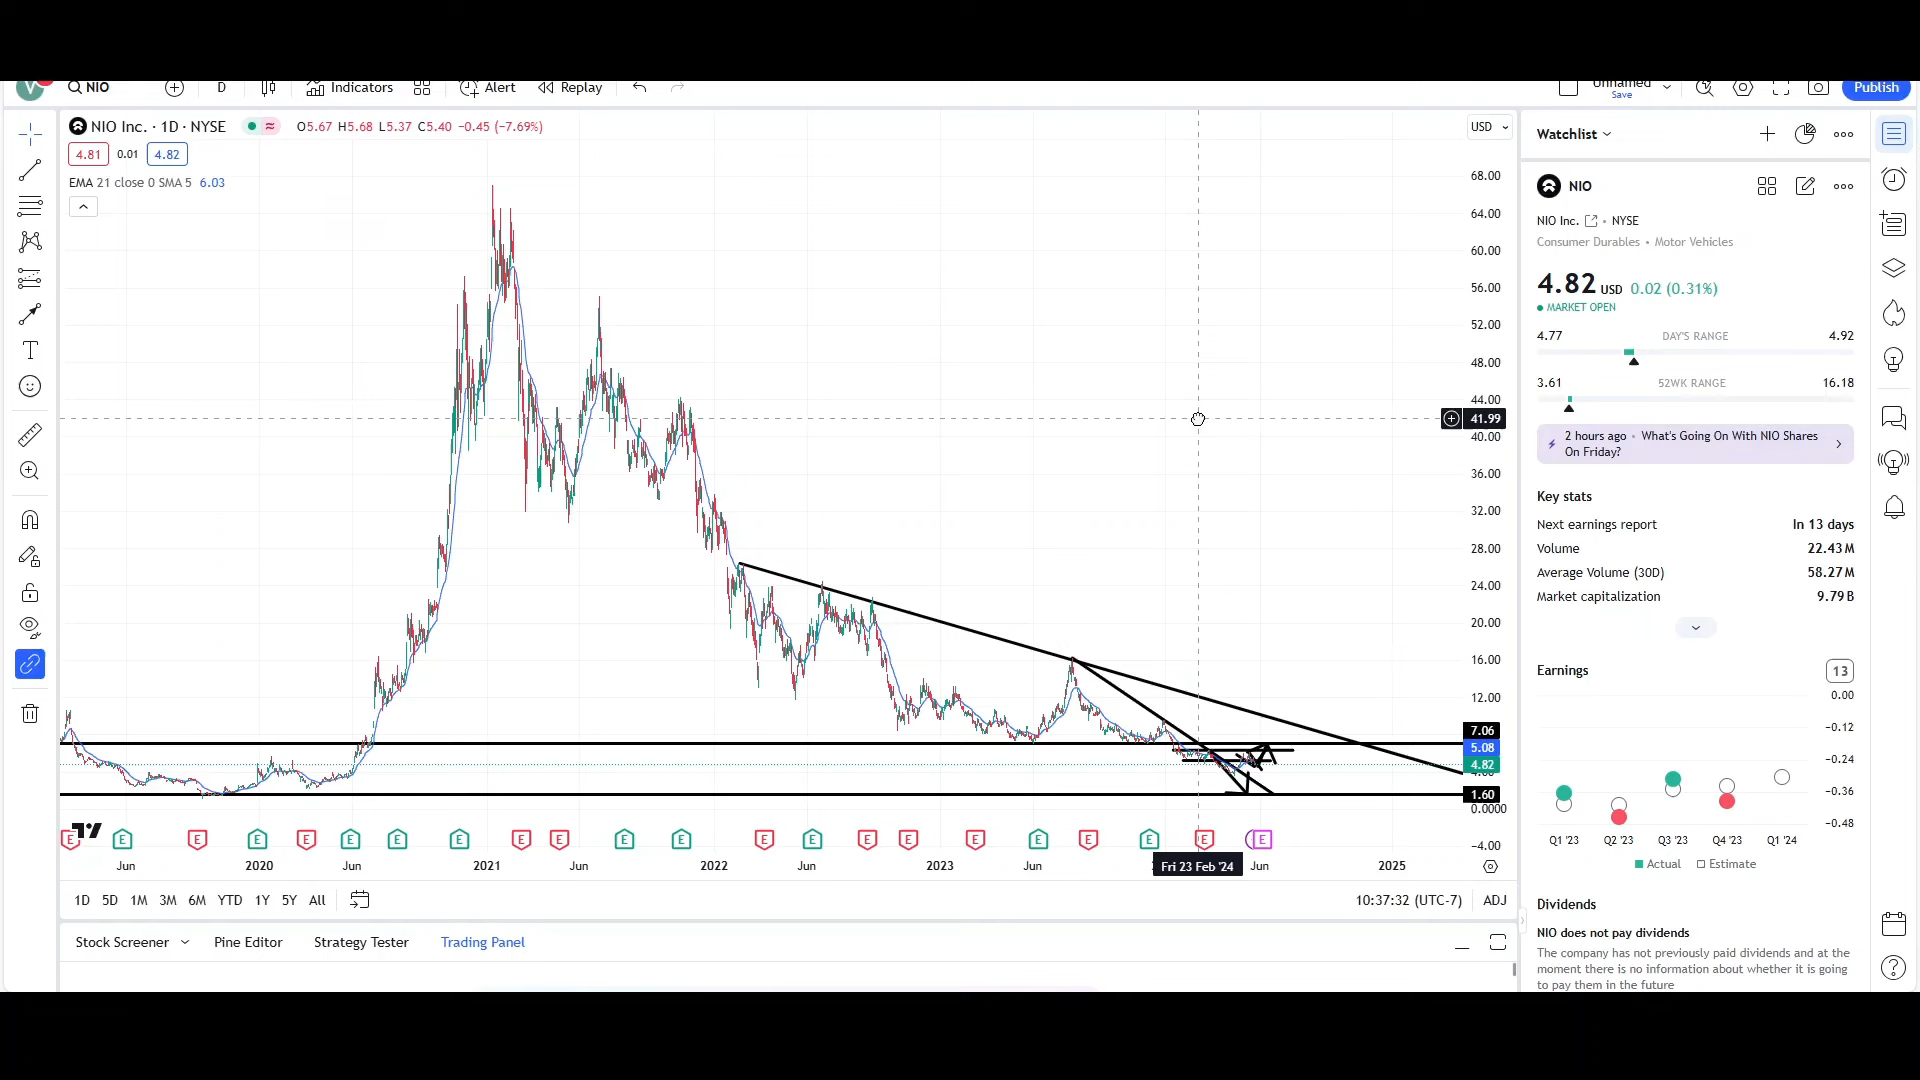 V NIO D Indicators Alert Replay Unnamed Save Publish
NIO Inc. · 1D · NYSE O5.67 H5.68 L5.37 C5.40 −0.45 (−7.69%) USD
4.81 0.01 4.82
EMA 21 close 0 SMA 5 6.03
68.00
64.00
60.00
56.00
52.00
48.00
44.00
41.99
40.00
36.00
32.00
28.00
24.00
20.00
16.00
12.00
7.06
5.08
4.82
4.00
1.60
0.0000
−4.00
E E E E E E E E E E E E E E E E E E E E E E
Jun 2020 Jun 2021 Jun 2022 Jun 2023 Jun Fri 23 Feb '24 Jun 2025
1D 5D 1M 3M 6M YTD 1Y 5Y All 10:37:32 (UTC-7) ADJ
Stock Screener Pine Editor Strategy Tester Trading Panel
Watchlist
NIO
NIO Inc. • NYSE
Consumer Durables • Motor Vehicles
4.82 USD 0.02 (0.31%)
MARKET OPEN
4.77 DAY'S RANGE 4.92
3.61 52WK RANGE 16.18
2 hours ago • What's Going On With NIO Shares
On Friday?
Key stats
Next earnings report In 13 days
Volume 22.43M
Average Volume (30D) 58.27M
Market capitalization 9.79B
Earnings 13
0.00
−0.12
−0.24
−0.36
−0.48
Q1 '23 Q2 '23 Q3 '23 Q4 '23 Q1 '24
Actual Estimate
Dividends
NIO does not pay dividends
The company has not previously paid dividends and at the
moment there is no information about whether it is going
to pay them in the future